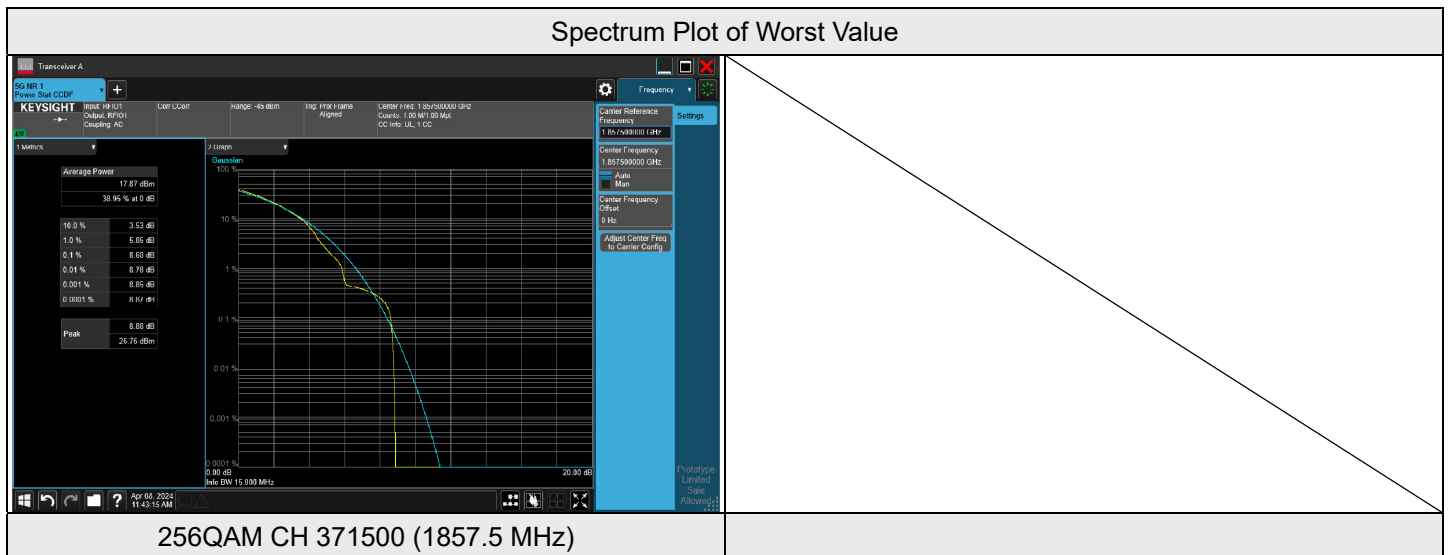 Spectrum Plot of Worst Value
Transceiver A
5G NR 1
Power Stat CCDF
+
Frequency
KEYSIGHT
Input: RFIO1
Output: RFIO1
Coupling: AC
Corr CCorr
Range: -45 dBm
Trig: Prot Frame
Aligned
Center Freq: 1.857500000 GHz
Counts: 1.00 M/1.00 Mpt
CC Info: UL, 1 CC
1 Metrics
Average Power
17.87 dBm
38.95 % at 0 dB
10.0 % 3.53 dB
1.0 % 5.85 dB
0.1 % 8.60 dB
0.01 % 8.78 dB
0.001 % 8.85 dB
0.0001 % 8.87 dB
Peak
8.88 dB
26.76 dBm
2 Graph
Gaussian
100 %
10 %
1 %
0.1 %
0.01 %
0.001 %
0.0001 %
0.00 dB 20.00 dB
Info BW 15.000 MHz
Carrier Reference
Frequency
1.857500000 GHz
Settings
Center Frequency
1.857500000 GHz
Auto
Man
Center Frequency
Offset
0 Hz
Adjust Center Freq
to Carrier Config
Prototype
Limited
Sale
Allowed
?
Apr 08, 2024
11:43:15 AM
256QAM CH 371500 (1857.5 MHz)